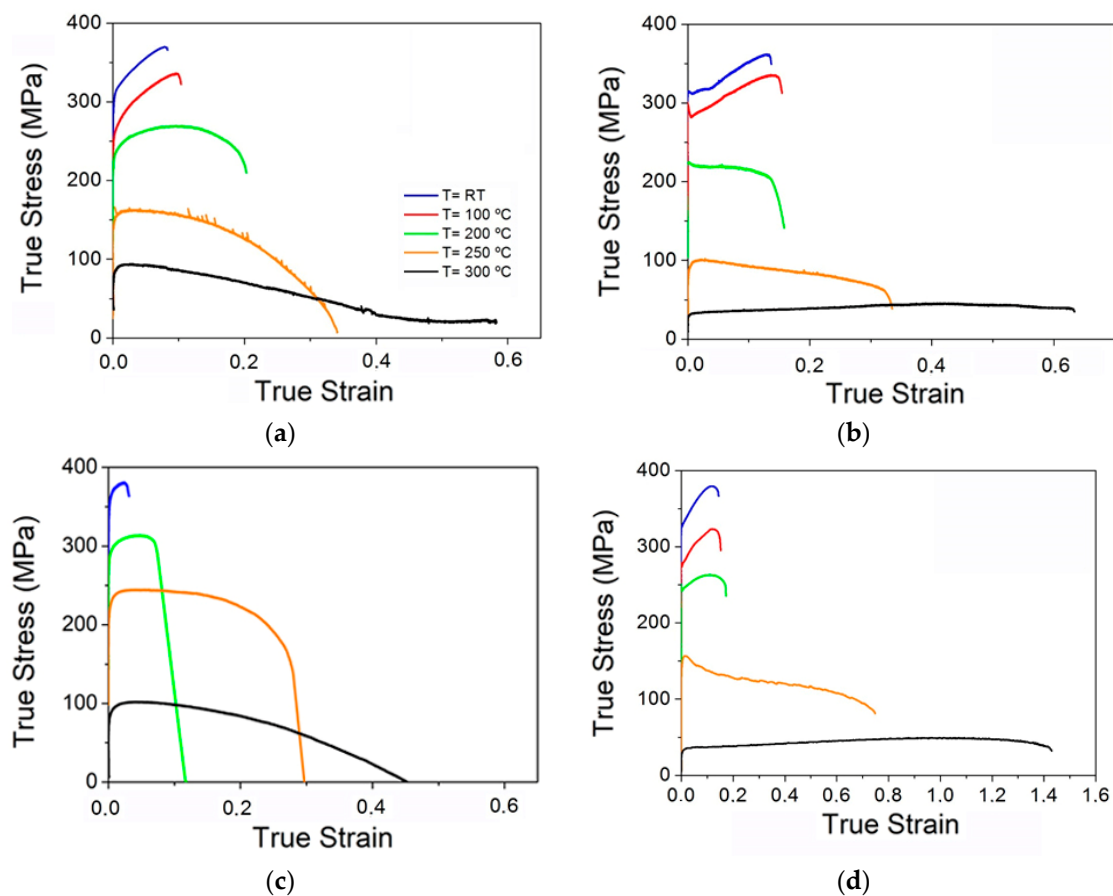 400
300
200
100
0
True Stress (MPa)
0.0 0.2 0.4 0.6
True Strain
T= RT
T= 100 ºC
T= 200 ºC
T= 250 ºC
T= 300 ºC
(a)
400
300
200
100
0
True Stress (MPa)
0.0 0.2 0.4 0.6
True Strain
(b)
400
300
200
100
0
True Stress (MPa)
0.0 0.2 0.4 0.6
True Strain
(c)
400
300
200
100
0
True Stress (MPa)
0.0 0.2 0.4 0.6 0.8 1.0 1.2 1.4 1.6
True Strain
(d)